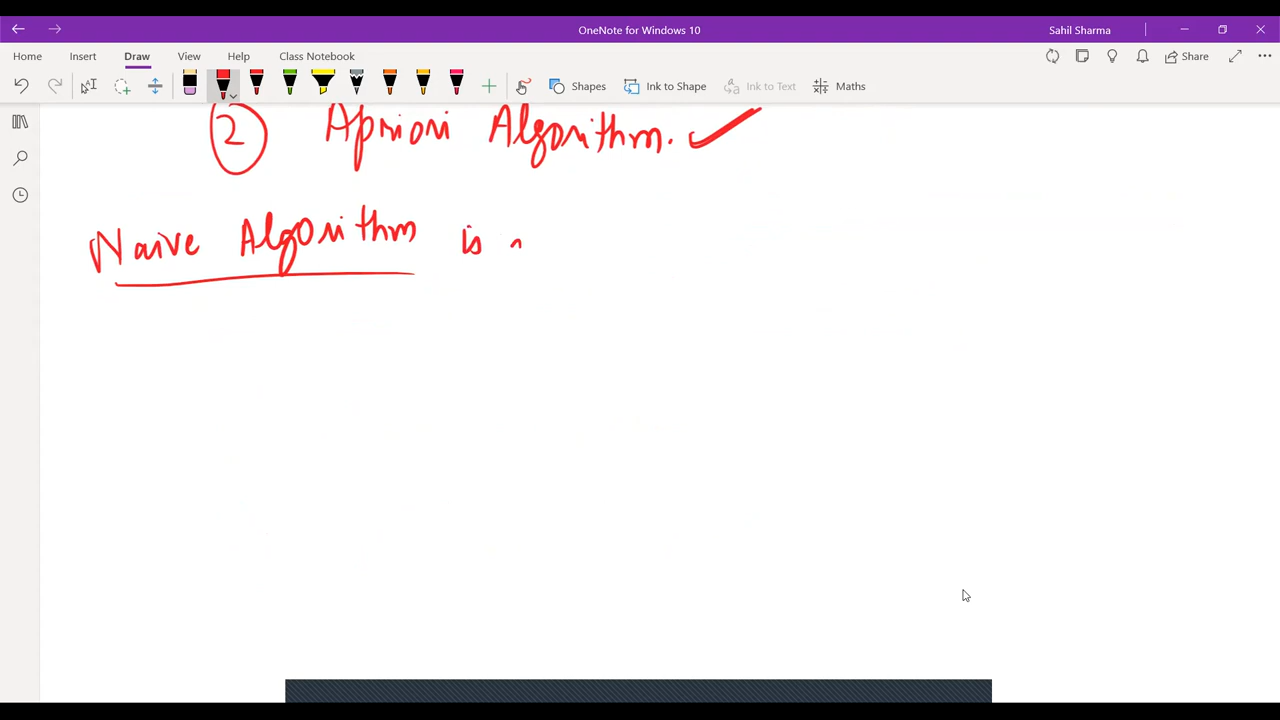 OneNote for Windows 10
Sahil Sharma
Home Insert Draw View Help Class Notebook
Share
Shapes Ink to Shape Ink to Text Maths
2 Apriori Algorithm.
Naive Algorithm is